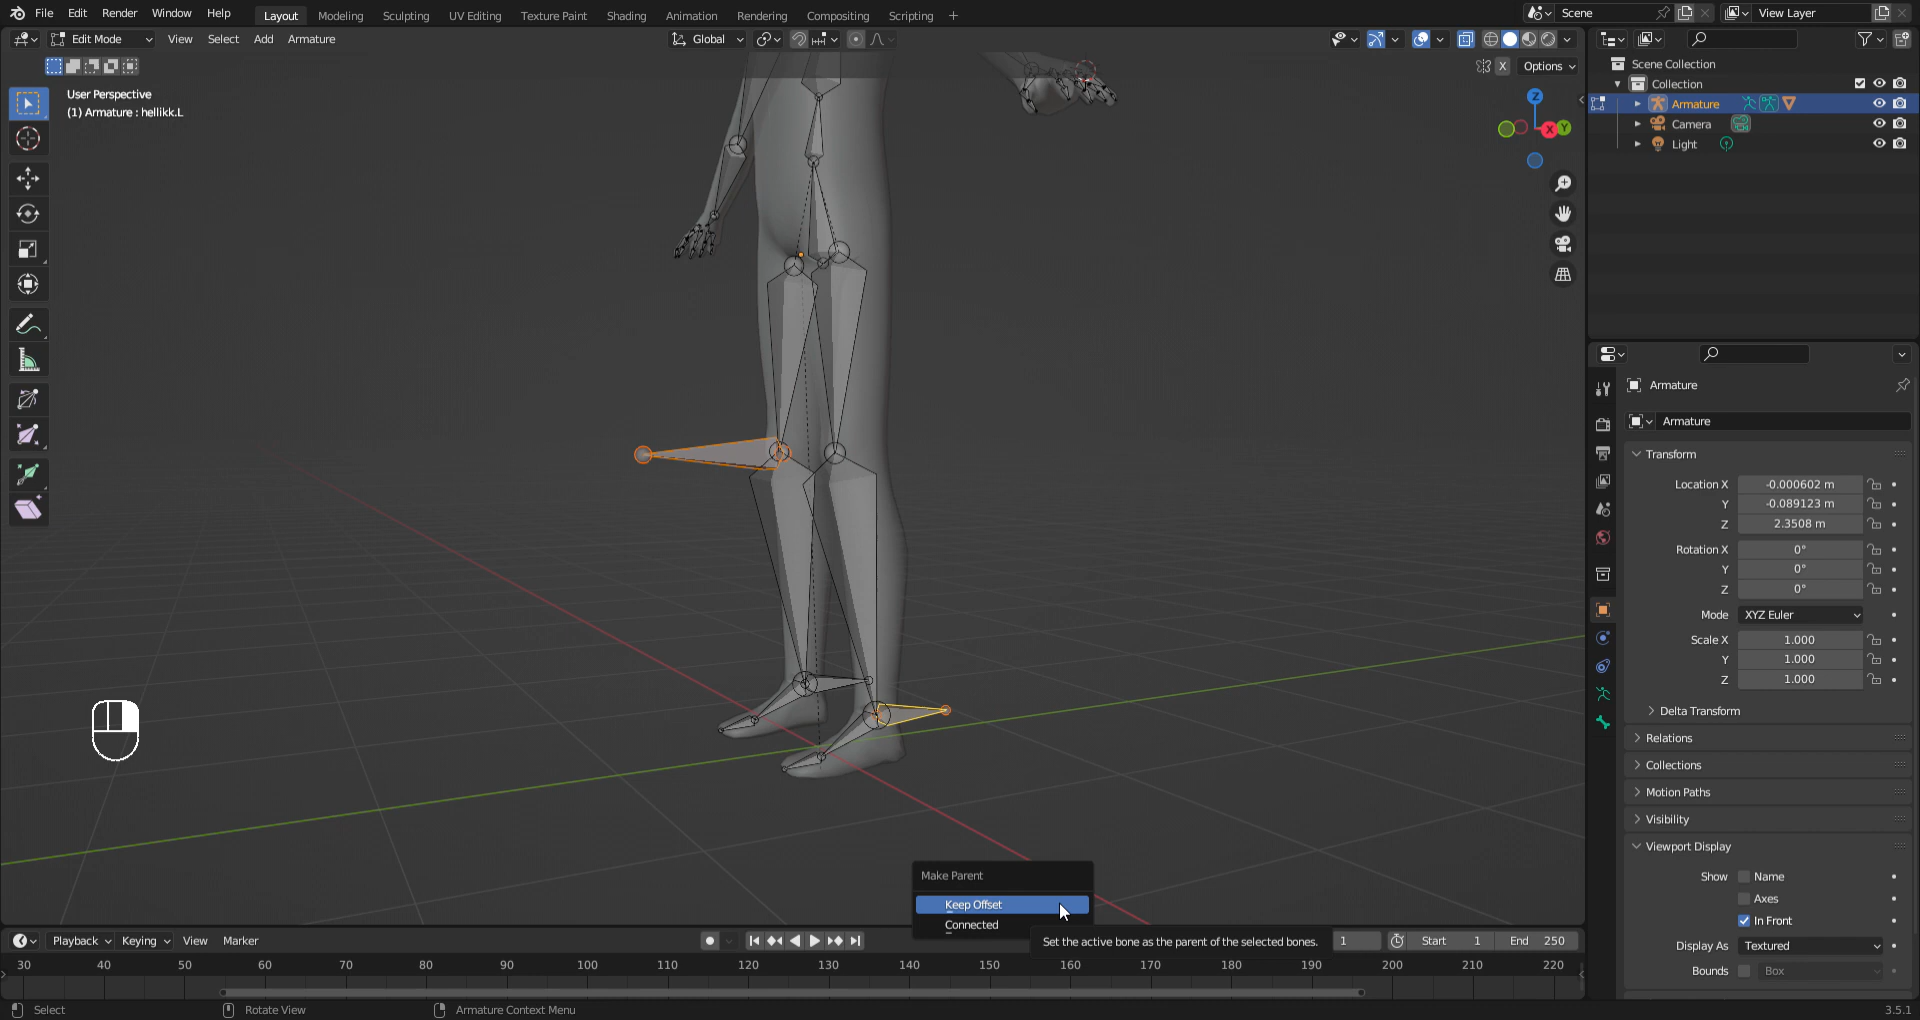 File Edit Render Window Help Layout Modeling Sculpting UV Editing Texture Paint Shading Animation Rendering Compositing Scripting + Scene View Layer
Edit Mode View Select Add Armature Global
X Options
User Perspective
(1) Armature : hellikk.L
Z
X Y
Scene Collection
Collection
Armature
Camera
Light
Armature
Armature
Transform
Location X -0.000602 m
Y -0.089123 m
Z 2.3508 m
Rotation X 0°
Y 0°
Z 0°
Mode XYZ Euler
Scale X 1.000
Y 1.000
Z 1.000
Delta Transform
Relations
Collections
Motion Paths
Visibility
Viewport Display
Show Name
Axes
In Front
Display As Textured
Bounds Box
Make Parent
Keep Offset
Connected
Set the active bone as the parent of the selected bones.
Playback Keying View Marker 1 Start 1 End 250
30 40 50 60 70 80 90 100 110 120 130 140 150 160 170 180 190 200 210 220
Select Rotate View Armature Context Menu 3.5.1